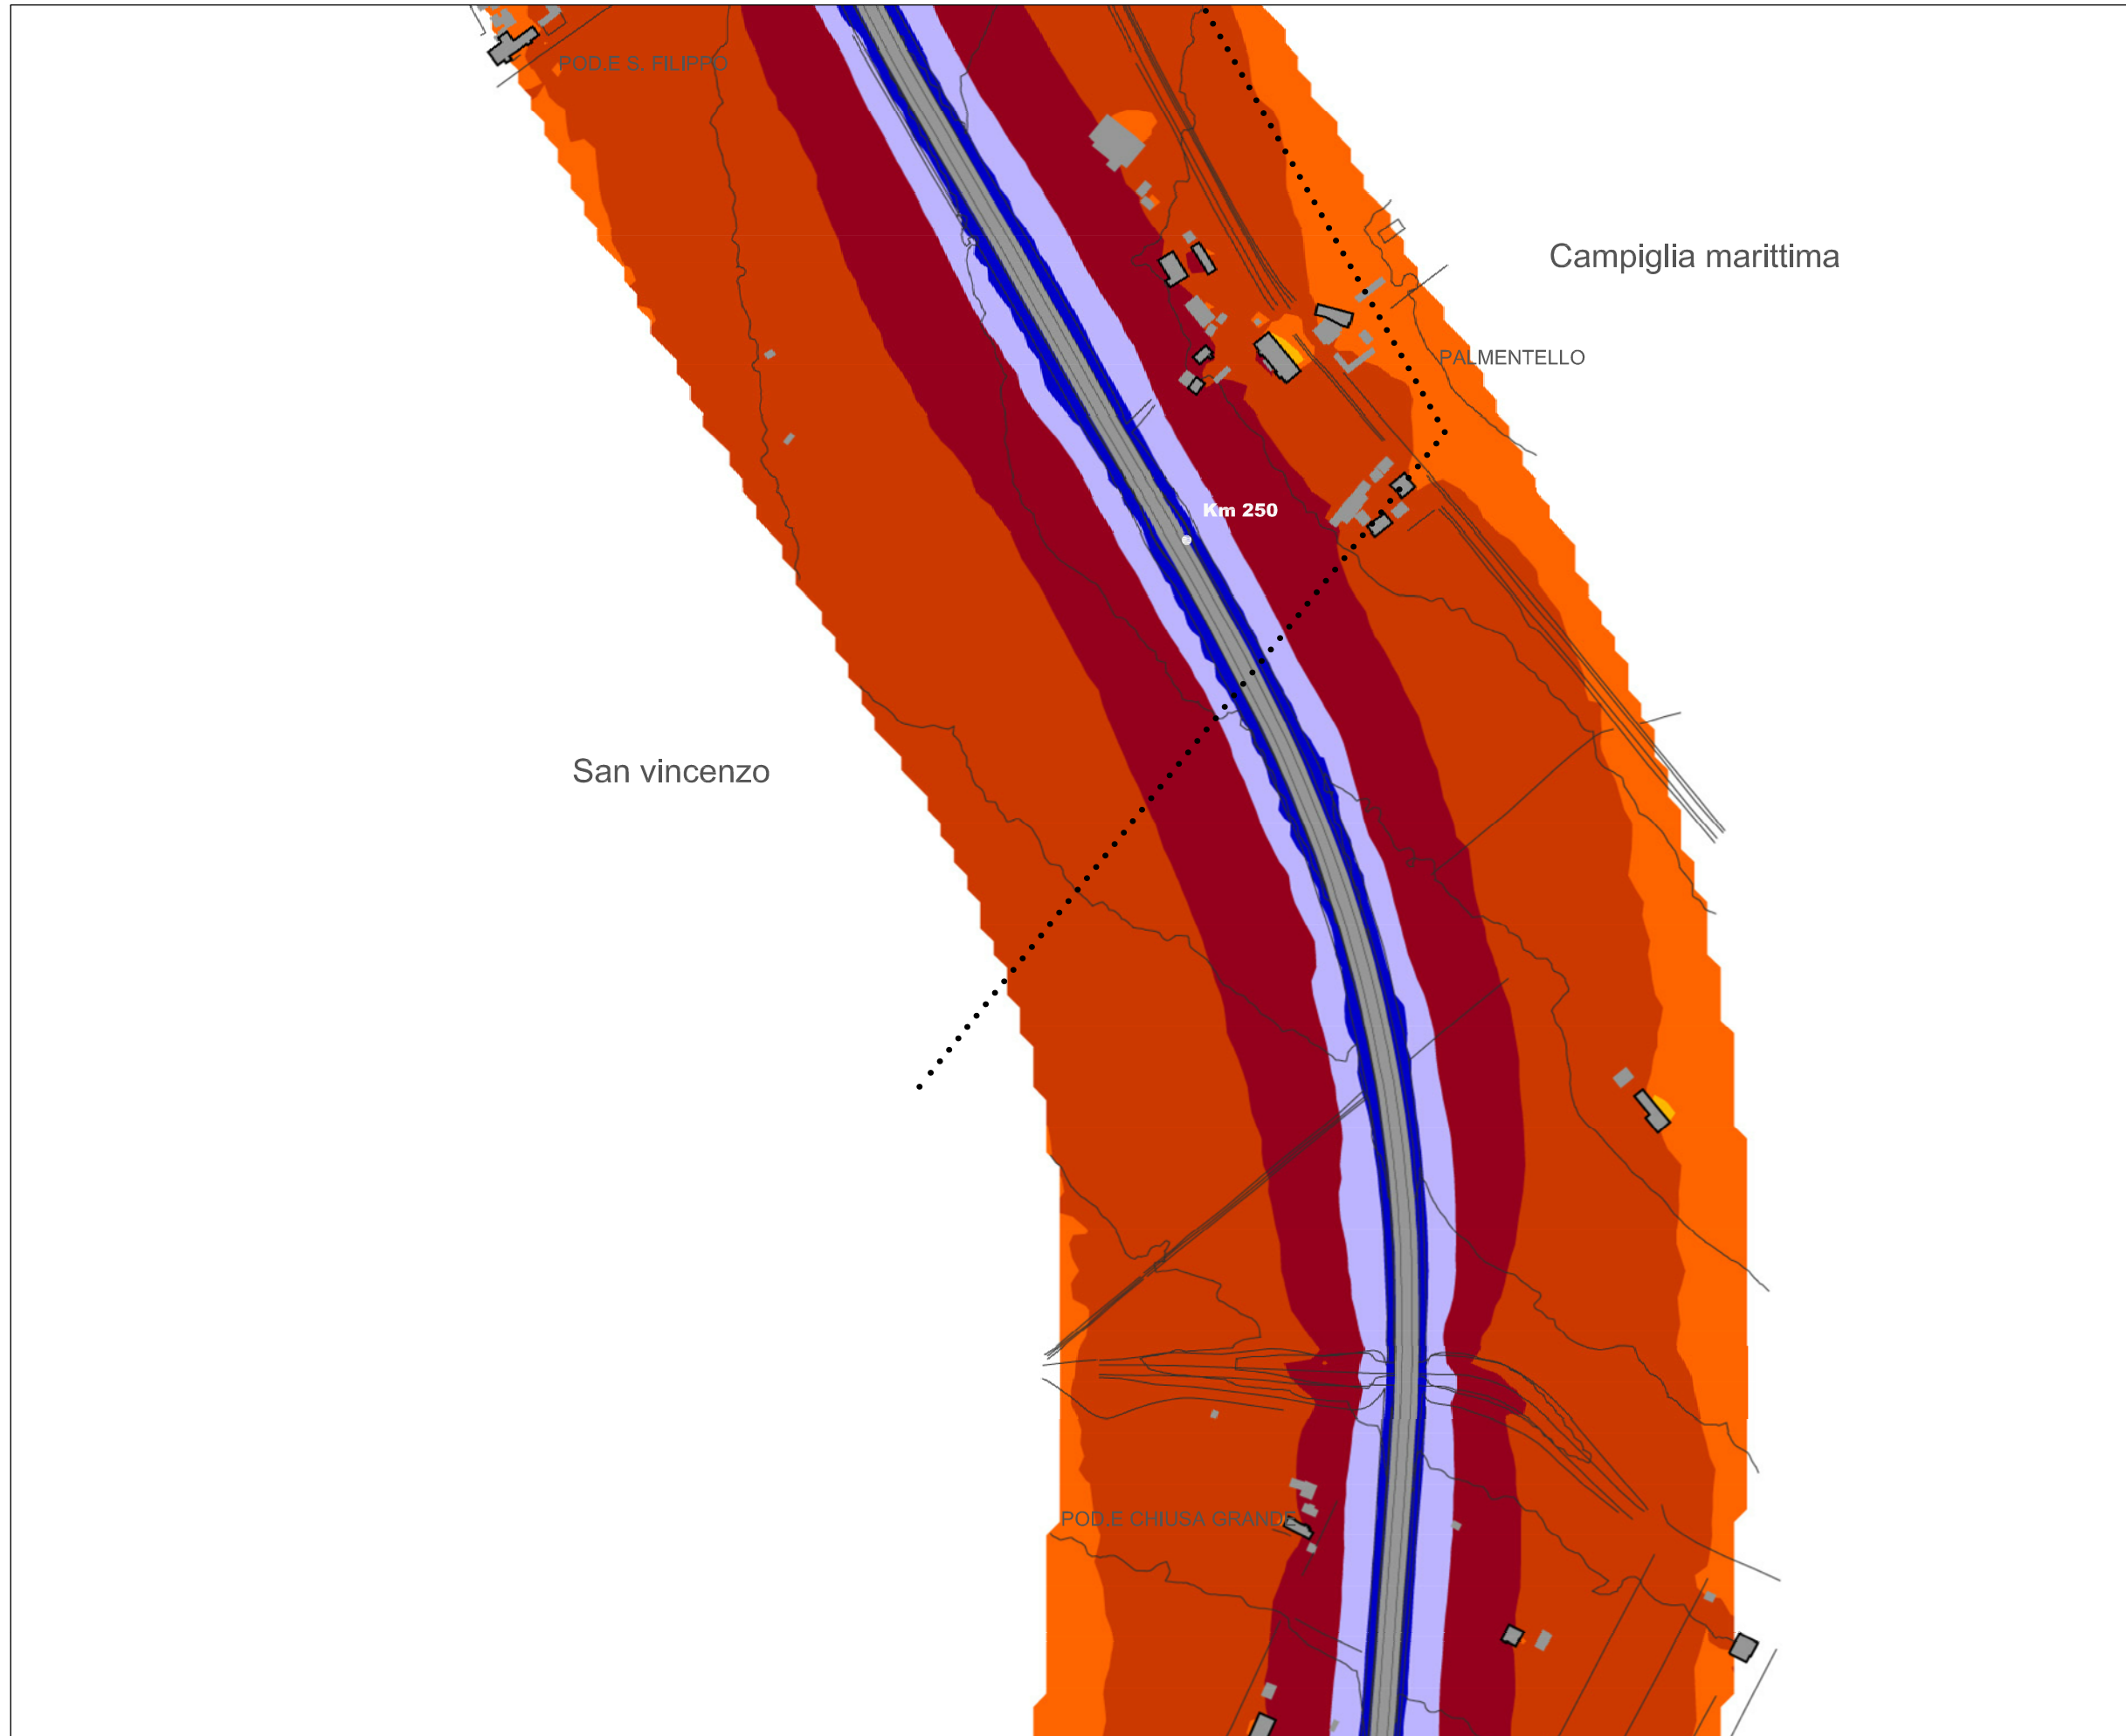 POD.E S. FILIPPO
Campiglia marittima
PALMENTELLO
Km 250
San vincenzo
POD.E CHIUSA GRANDE